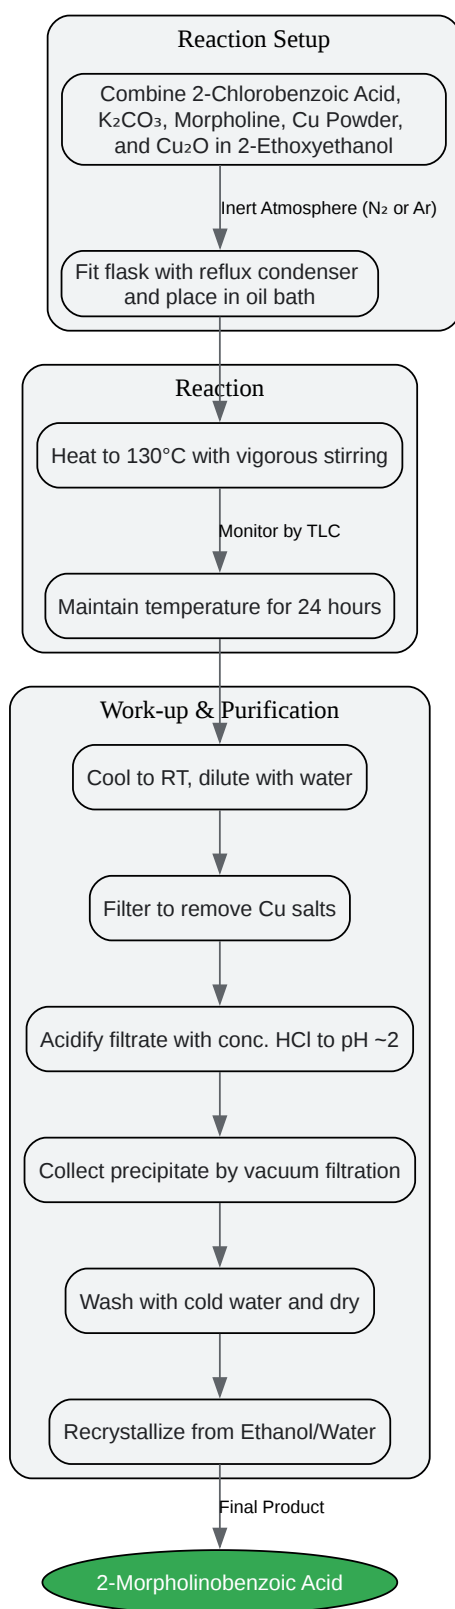 Reaction Setup
Combine 2-Chlorobenzoic Acid,
K₂CO₃, Morpholine, Cu Powder,
and Cu₂O in 2-Ethoxyethanol
Inert Atmosphere (N₂ or Ar)
Fit flask with reflux condenser
and place in oil bath
Reaction
Heat to 130°C with vigorous stirring
Monitor by TLC
Maintain temperature for 24 hours
Work-up & Purification
Cool to RT, dilute with water
Filter to remove Cu salts
Acidify filtrate with conc. HCl to pH ~2
Collect precipitate by vacuum filtration
Wash with cold water and dry
Recrystallize from Ethanol/Water
Final Product
2-Morpholinobenzoic Acid